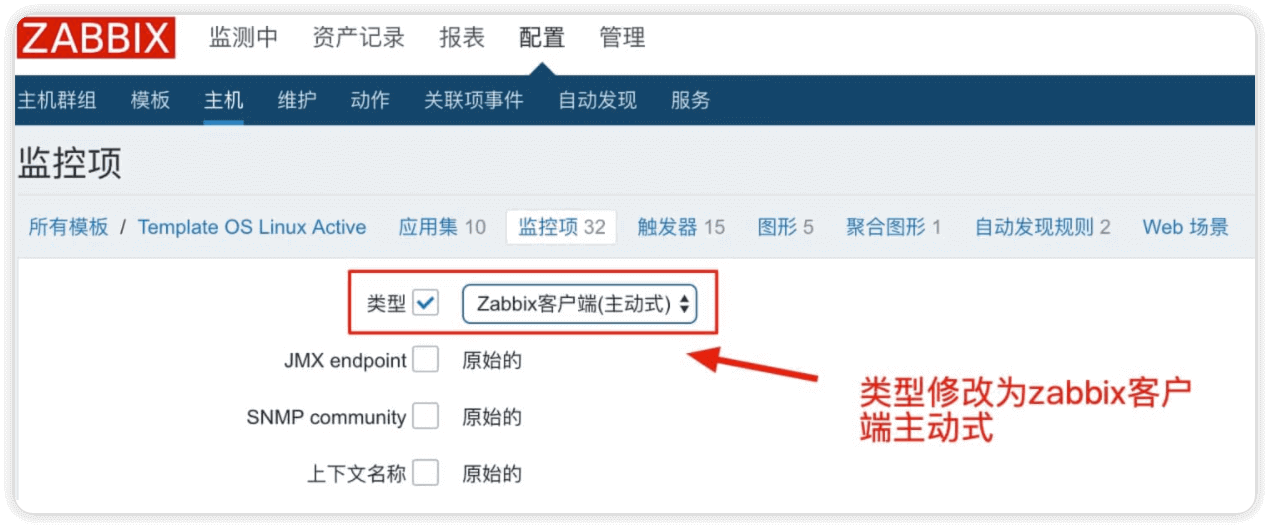 ZABBIX 监测中 资产记录 报表 配置 管理
主机群组 模板 主机 维护 动作 关联项事件 自动发现 服务
监控项
所有模板 / Template OS Linux Active 应用集 10 监控项 32 触发器 15 图形 5 聚合图形 1 自动发现规则 2 Web 场景
类型 Zabbix客户端(主动式)
JMX endpoint 原始的
SNMP community 原始的
上下文名称 原始的
类型修改为zabbix客户
端主动式